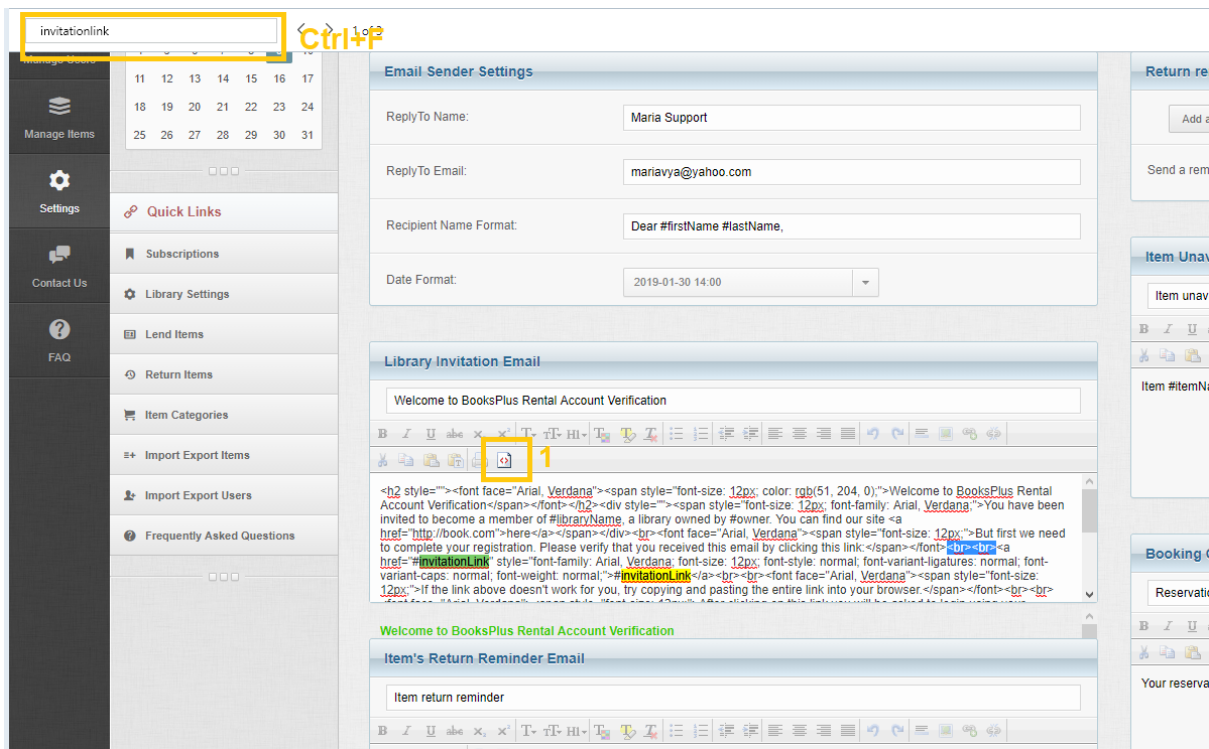 invitationlink
Ctrl+F
Manage Items
Settings
Contact Us
FAQ
11 12 13 14 15 16 17
18 19 20 21 22 23 24
25 26 27 28 29 30 31
Quick Links
Subscriptions
Library Settings
Lend Items
Return Items
Item Categories
Import Export Items
Import Export Users
Frequently Asked Questions
Email Sender Settings
ReplyTo Name:
Maria Support
ReplyTo Email:
mariavya@yahoo.com
Recipient Name Format:
Dear #firstName #lastName,
Date Format:
2019-01-30 14:00
Library Invitation Email
Welcome to BooksPlus Rental Account Verification
1
<h2 style=""><font face="Arial, Verdana"><span style="font-size: 12px; color: rgb(51, 204, 0);">Welcome to BooksPlus Rental
Account Verification</span></font></h2><div style=""><span style="font-size: 12px; font-family: Arial, Verdana;">You have been
invited to become a member of #libraryName, a library owned by #owner. You can find our site <a
href="http://book.com">here</a></span></div><br><font face="Arial, Verdana"><span style="font-size: 12px;">But first we need
to complete your registration. Please verify that you received this email by clicking this link:</span></font><br><br><a
href="#invitationLink" style="font-family: Arial, Verdana; font-size: 12px; font-style: normal; font-variant-ligatures: normal; font-
variant-caps: normal; font-weight: normal;">#invitationLink</a><br><br><font face="Arial, Verdana"><span style="font-size:
12px;">If the link above doesn't work for you, try copying and pasting the entire link into your browser.</span></font><br><br>
Welcome to BooksPlus Rental Account Verification
Item's Return Reminder Email
Item return reminder
Return re
Add a
Send a rem
Item Unav
Item unav
Item #itemNa
Booking
Reservatio
Your reserva